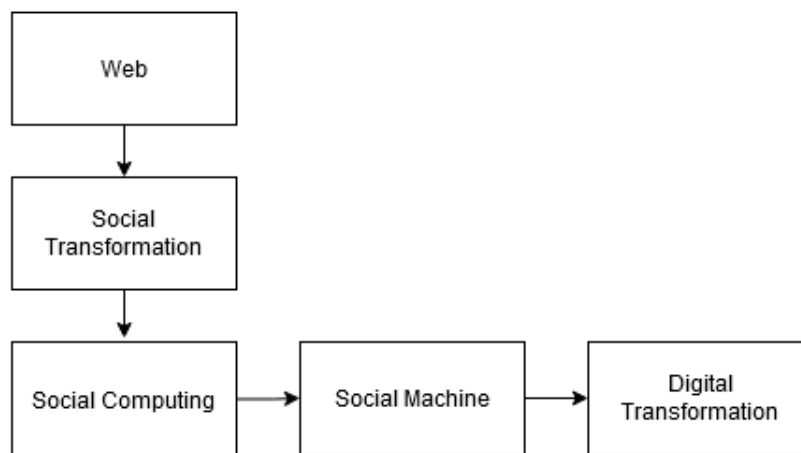 Web
Social
Transformation
Social Computing
Social Machine
Digital
Transformation